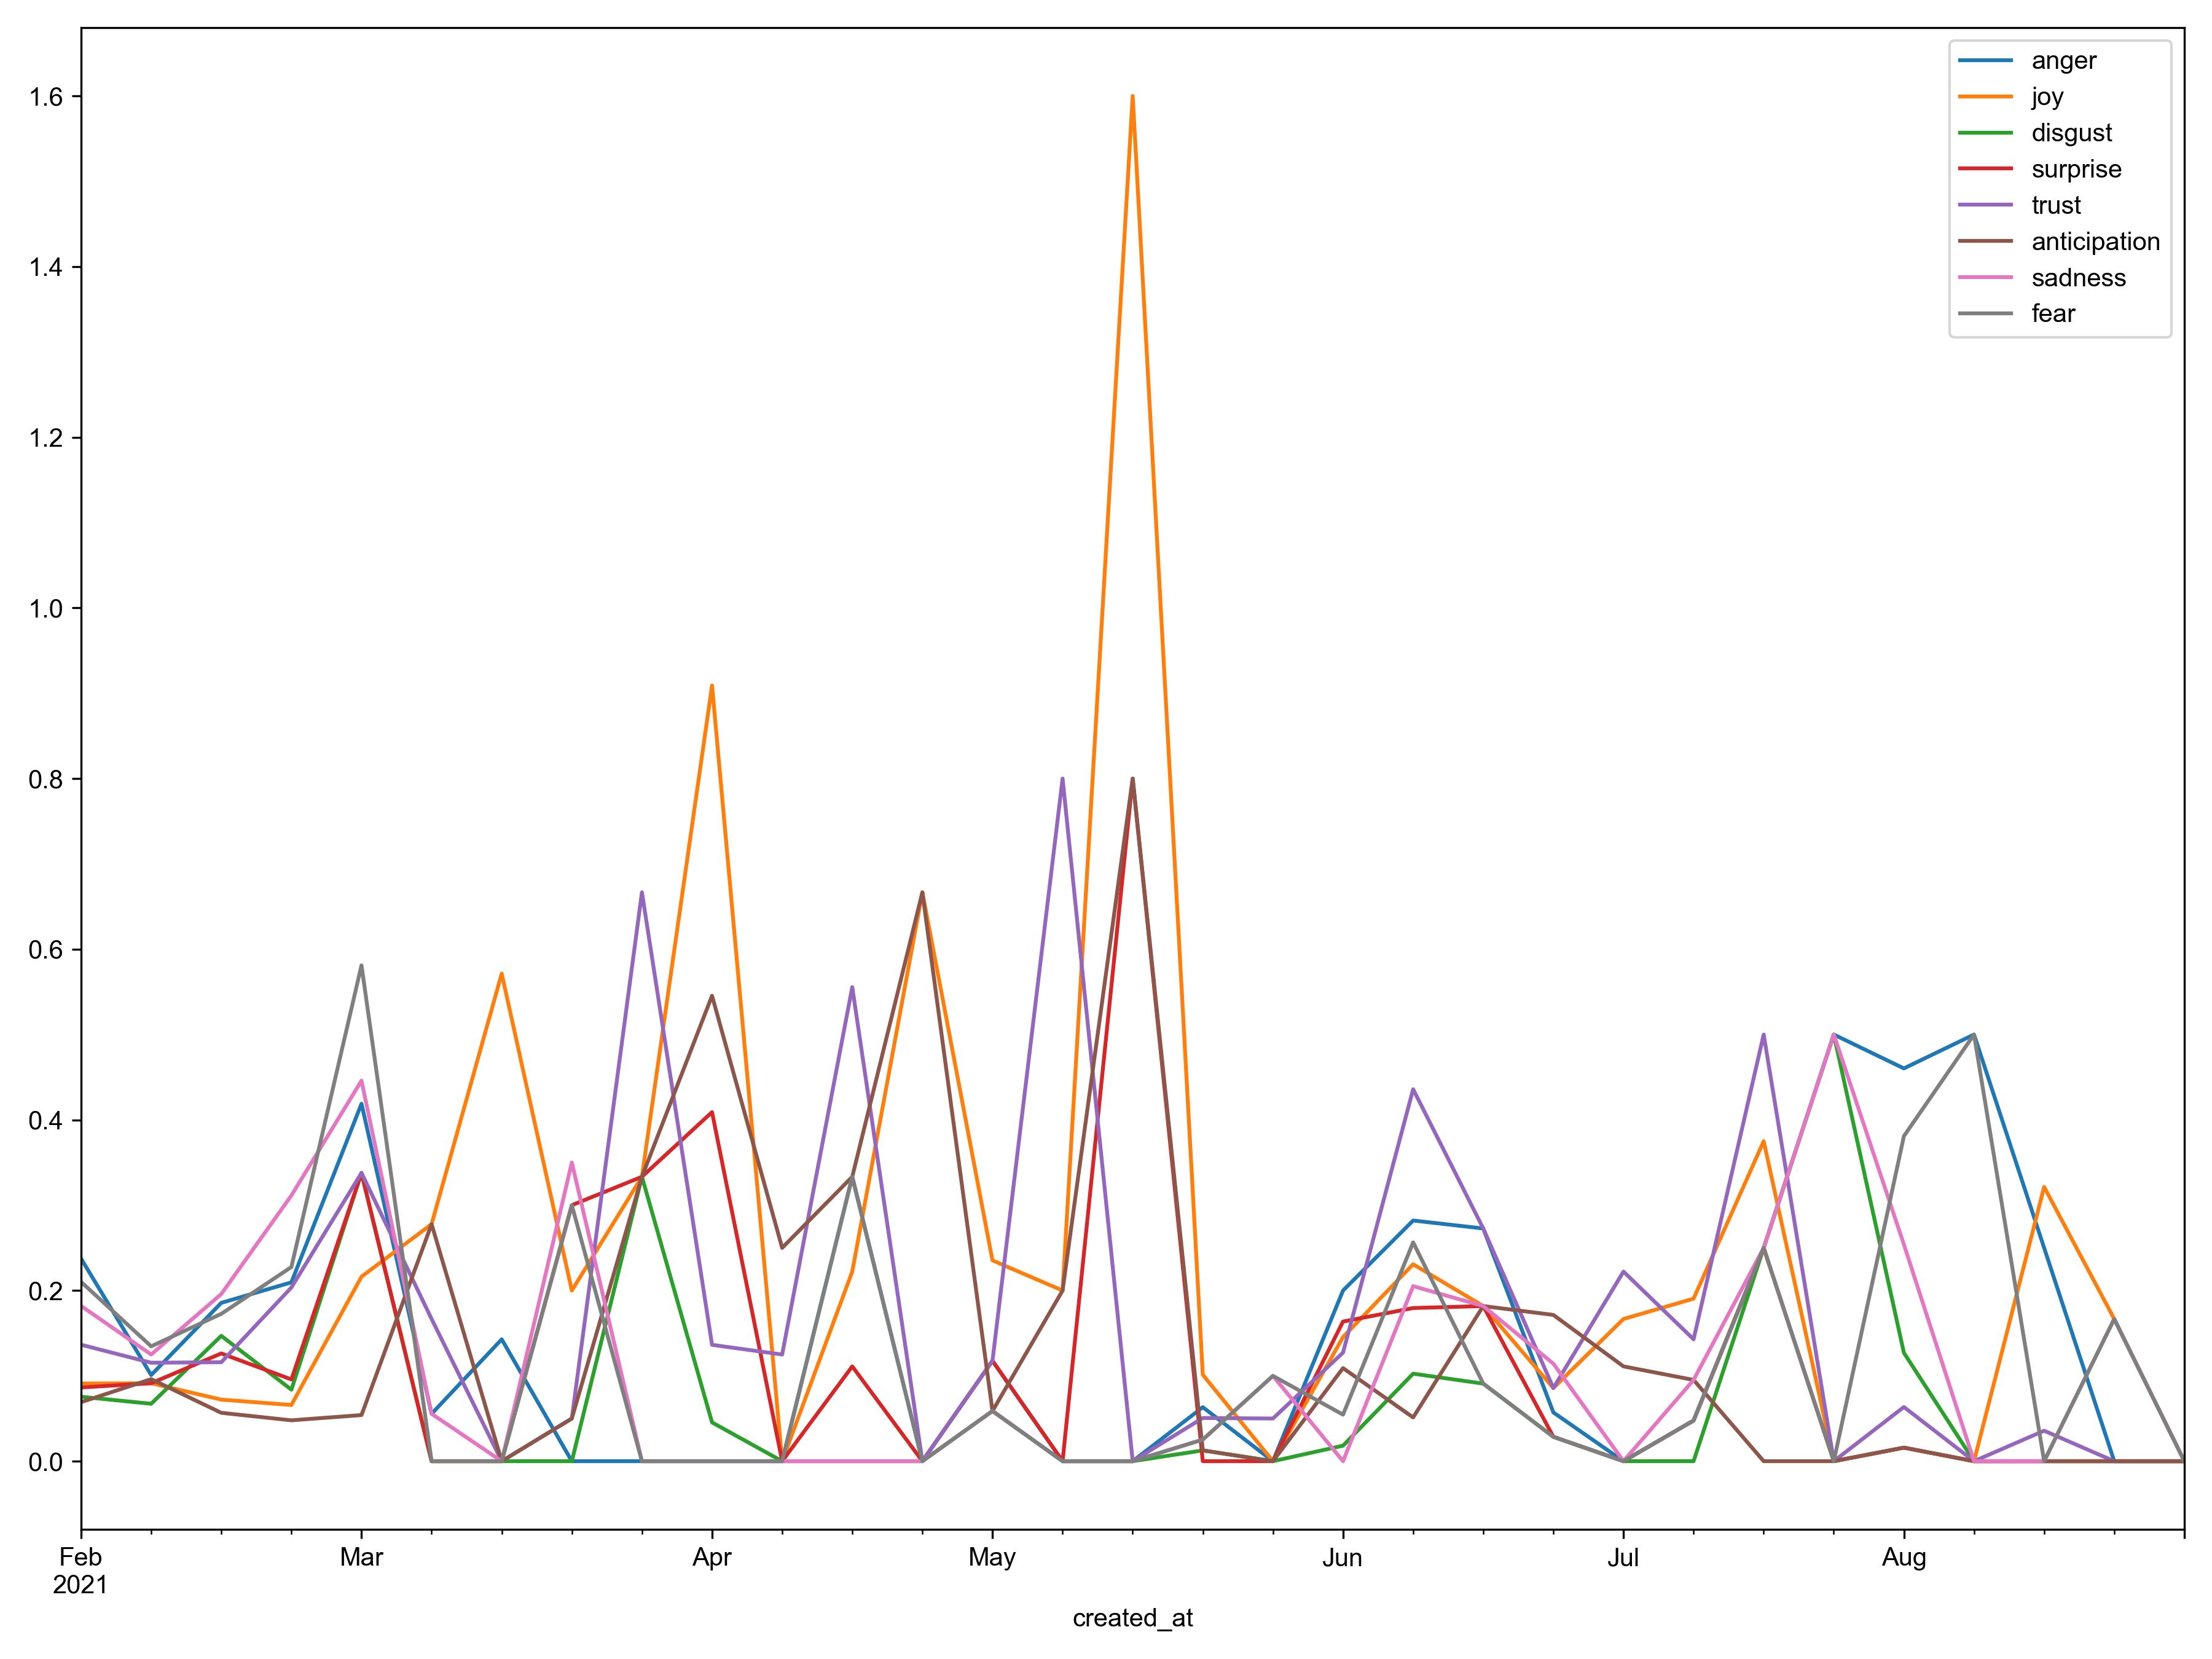 anger
joy
disgust
surprise
trust
anticipation
sadness
fear
1.6
1.4
1.2
1.0
0.8
0.6
0.4
0.2
0.0
Feb Mar Apr May Jun Jul Aug
2021
created_at